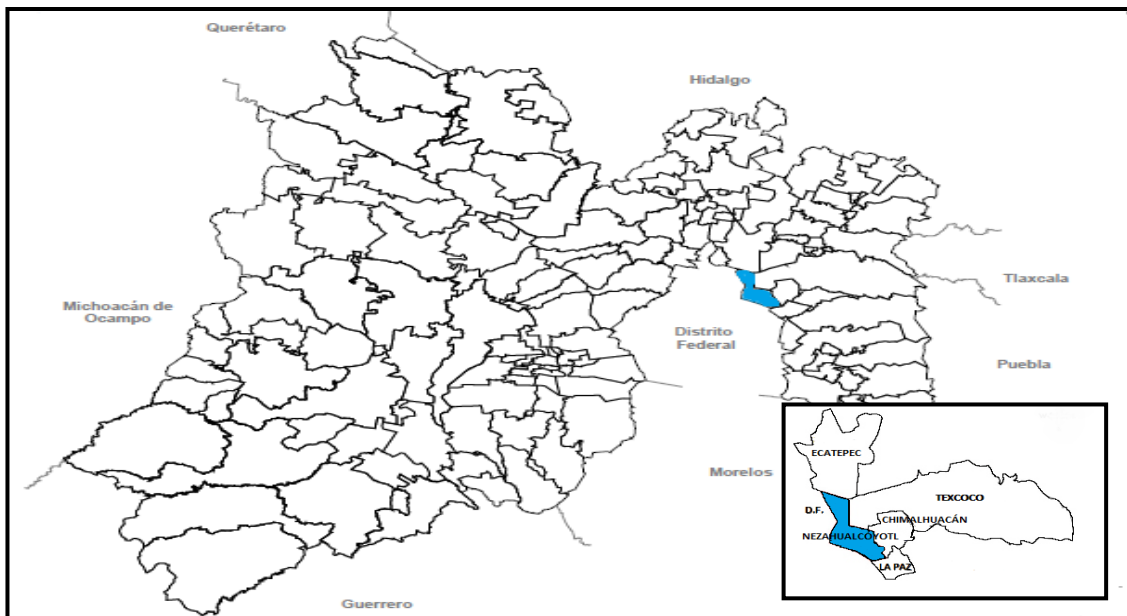 Querétaro
Hidalgo
Michoacán de
Ocampo
Tlaxcala
Distrito
Federal
Puebla
Morelos
Guerrero
ECATEPEC
TEXCOCO
D.F.
CHIMALHUACÁN
NEZAHUALCOYOTL
LA PAZ